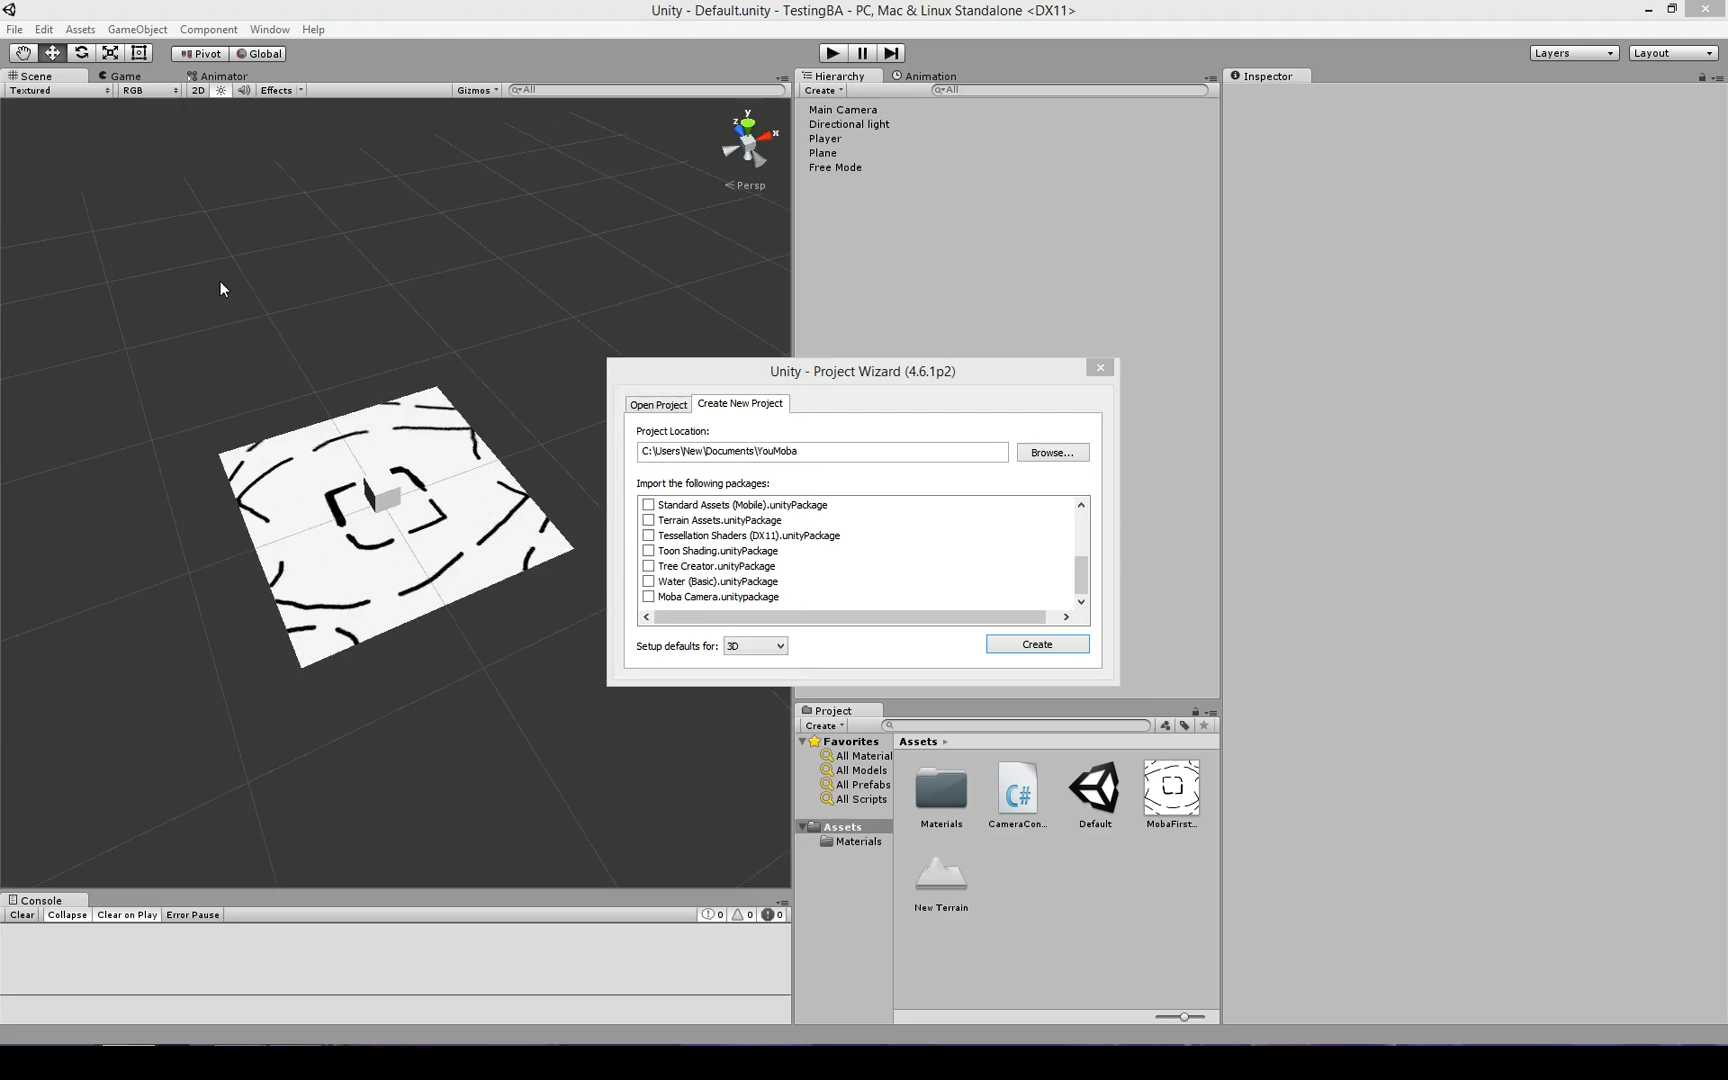 Unity - Default.unity - TestingBA - PC, Mac & Linux Standalone <DX11>
File Edit Assets GameObject Component Window Help
Pivot Global Layers Layout
Scene Game Animator
Textured RGB 2D Effects Gizmos All
y
z x
Persp
Hierarchy Animation
Create All
Main Camera
Directional light
Player
Plane
Free Mode
Inspector
Unity - Project Wizard (4.6.1p2)
Open Project Create New Project
Project Location:
C:\Users\New\Documents\YouMoba Browse...
Import the following packages:
Standard Assets (Mobile).unityPackage
Terrain Assets.unityPackage
Tessellation Shaders (DX11).unityPackage
Toon Shading.unityPackage
Tree Creator.unityPackage
Water (Basic).unityPackage
Moba Camera.unitypackage
Setup defaults for: 3D Create
Project
Create
Favorites
All Material
All Models
All Prefabs
All Scripts
Assets
Materials
Assets
C#
Materials CameraCon... Default MobaFirst...
New Terrain
Console
Clear Collapse Clear on Play Error Pause 0 0 0